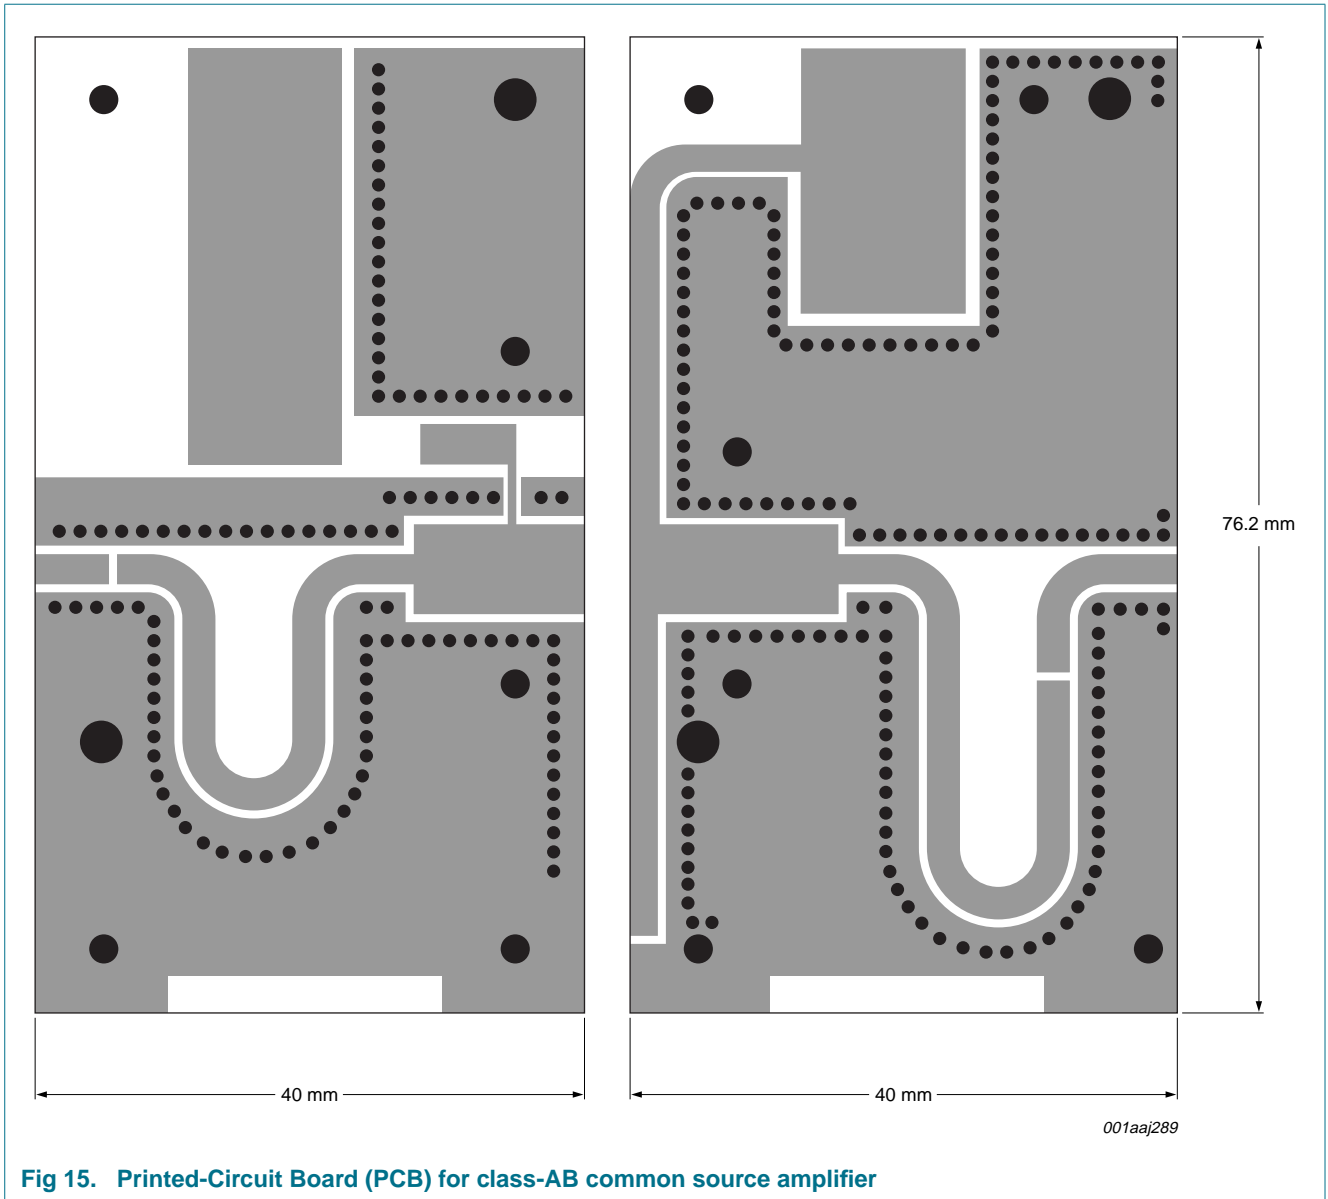 76.2 mm
40 mm
40 mm
001aaj289
Fig 15. Printed-Circuit Board (PCB) for class-AB common source amplifier